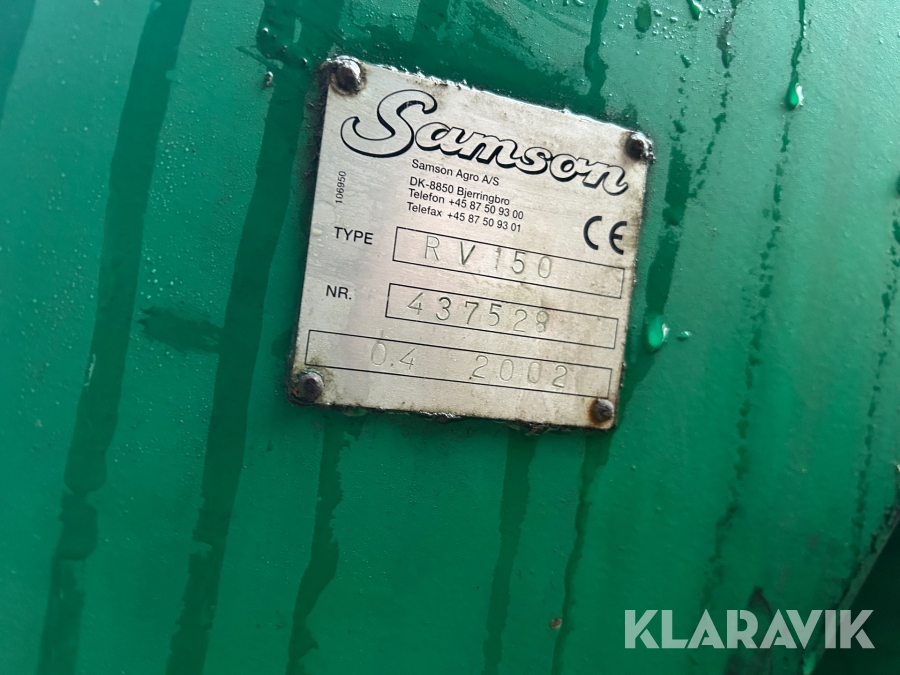 Samson
Samson Agro A/S
DK-8850 Bjerringbro
Telefon +45 87 50 93 00
Telefax +45 87 50 93 01
106950
CE
TYPE RV150
NR. 437528
04 2002
KLARAVIK